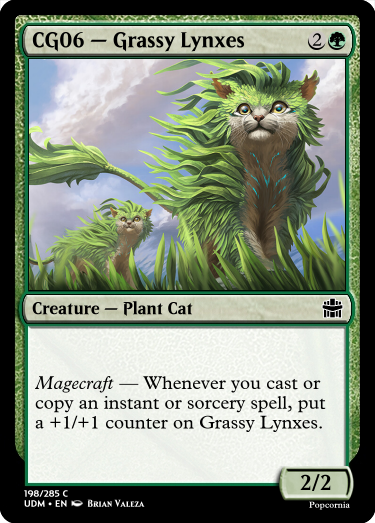 CG06 — Grassy Lynxes 2
Creature — Plant Cat
Magecraft — Whenever you cast or
copy an instant or sorcery spell, put
a +1/+1 counter on Grassy Lynxes.
2/2
198/285 C
UDM • EN Brian Valeza
Popcornia